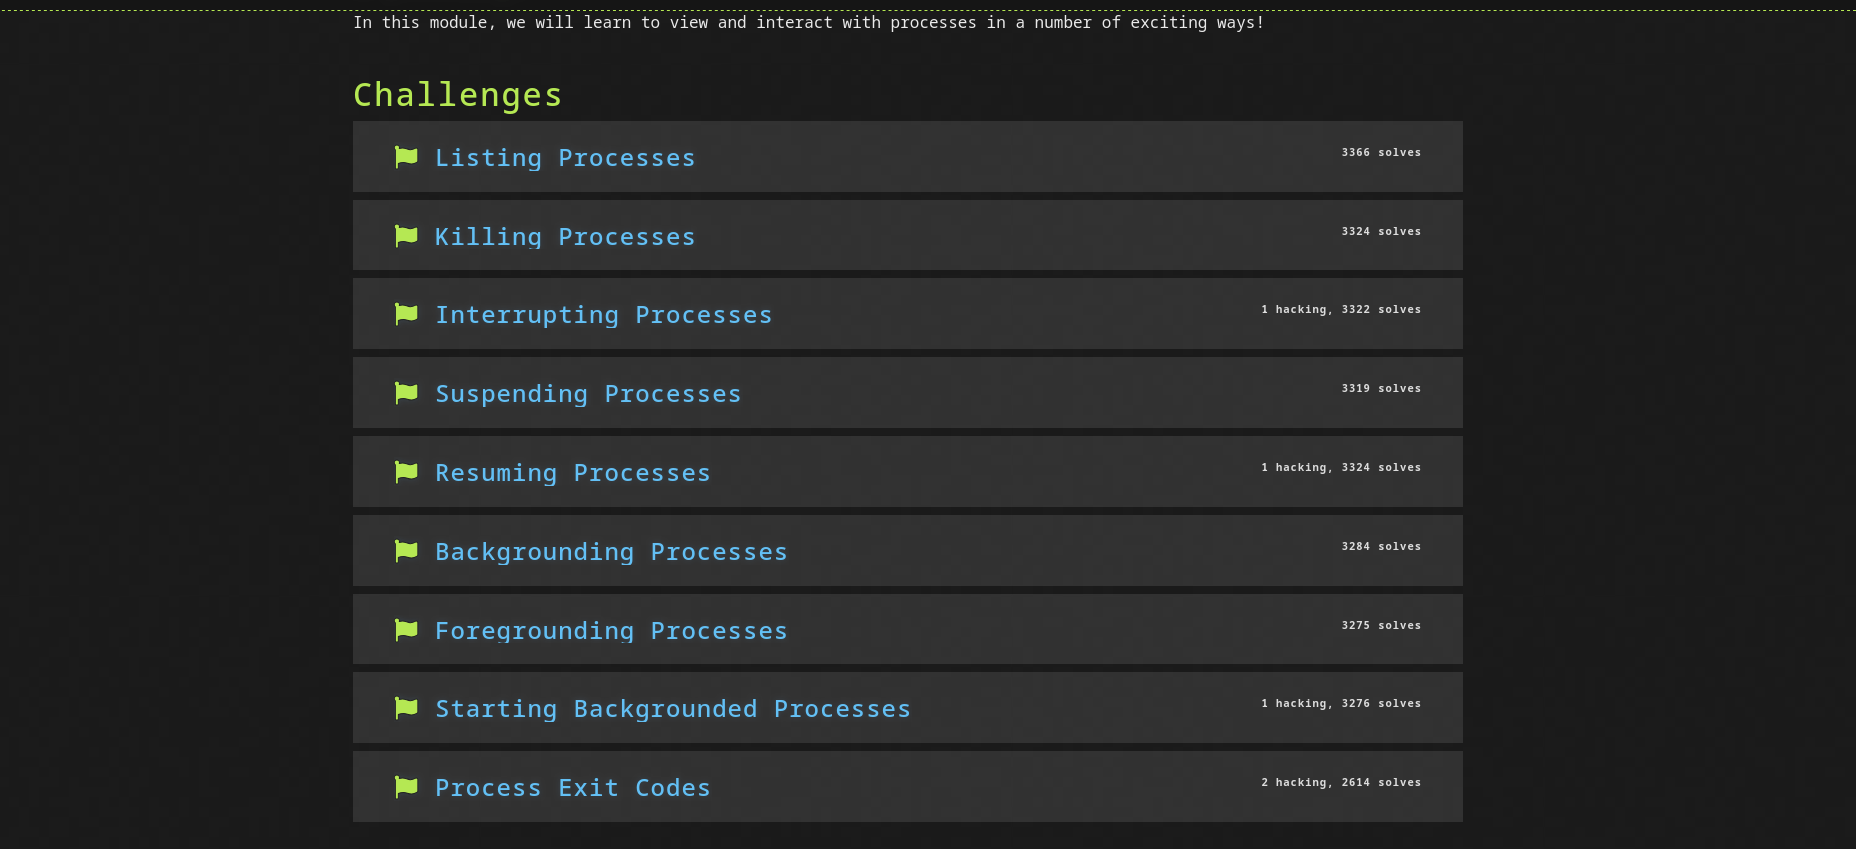 In this module, we will learn to view and interact with processes in a number of exciting ways!
Challenges
Listing Processes 3366 solves
Killing Processes 3324 solves
Interrupting Processes 1 hacking, 3322 solves
Suspending Processes 3319 solves
Resuming Processes 1 hacking, 3324 solves
Backgrounding Processes 3284 solves
Foregrounding Processes 3275 solves
Starting Backgrounded Processes 1 hacking, 3276 solves
Process Exit Codes 2 hacking, 2614 solves